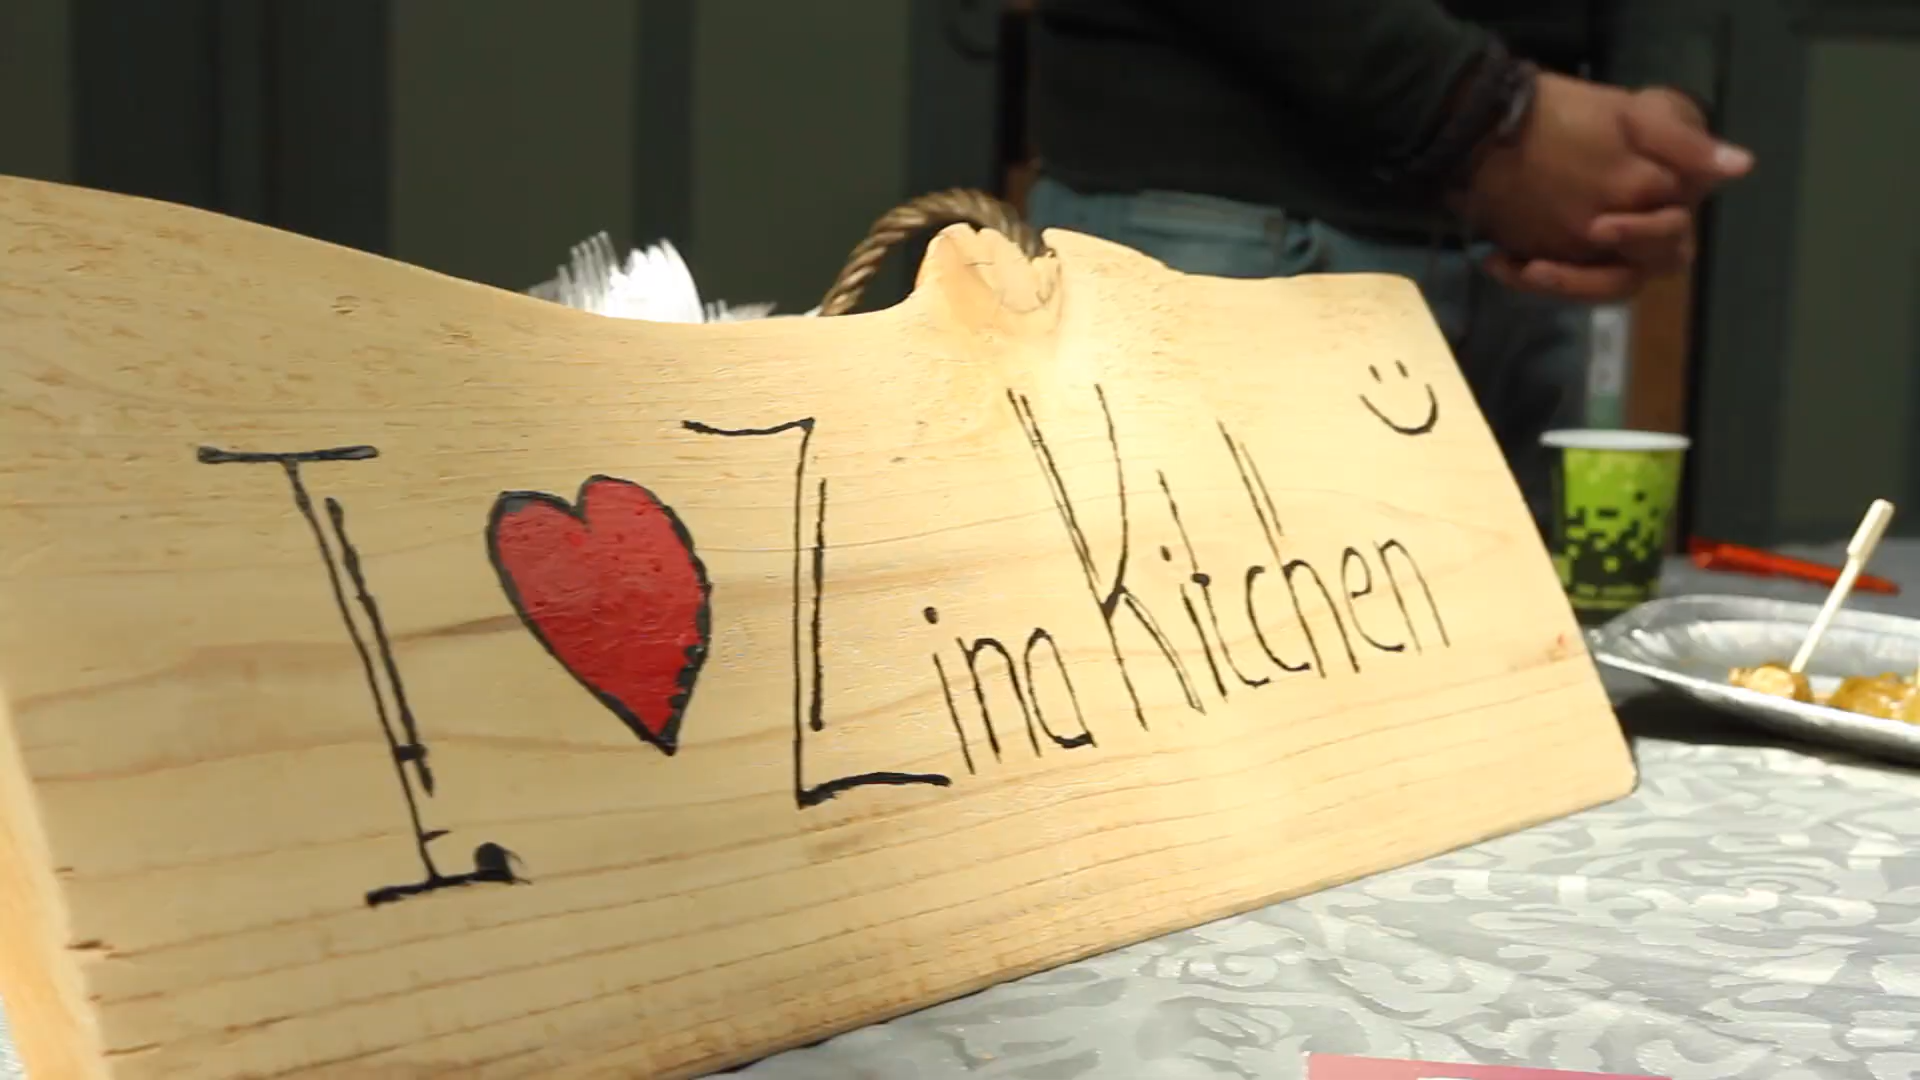 I ❤ Lina Kitchen :)